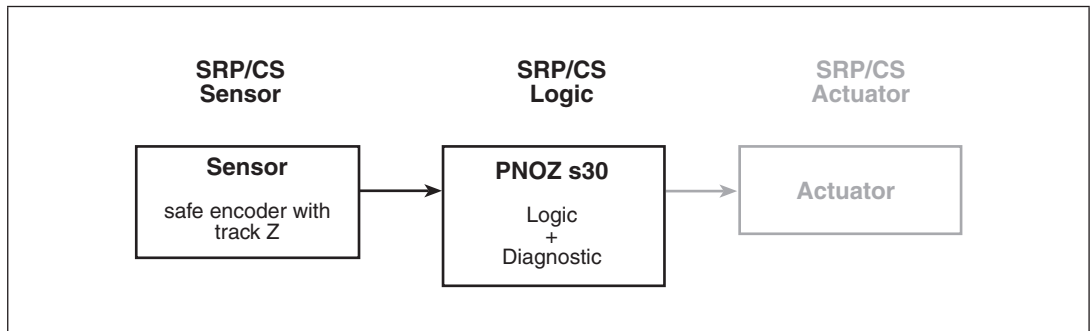 SRP/CS
Sensor
SRP/CS
Logic
SRP/CS
Actuator
Sensor
safe encoder with
track Z
PNOZ s30
Logic
+
Diagnostic
Actuator